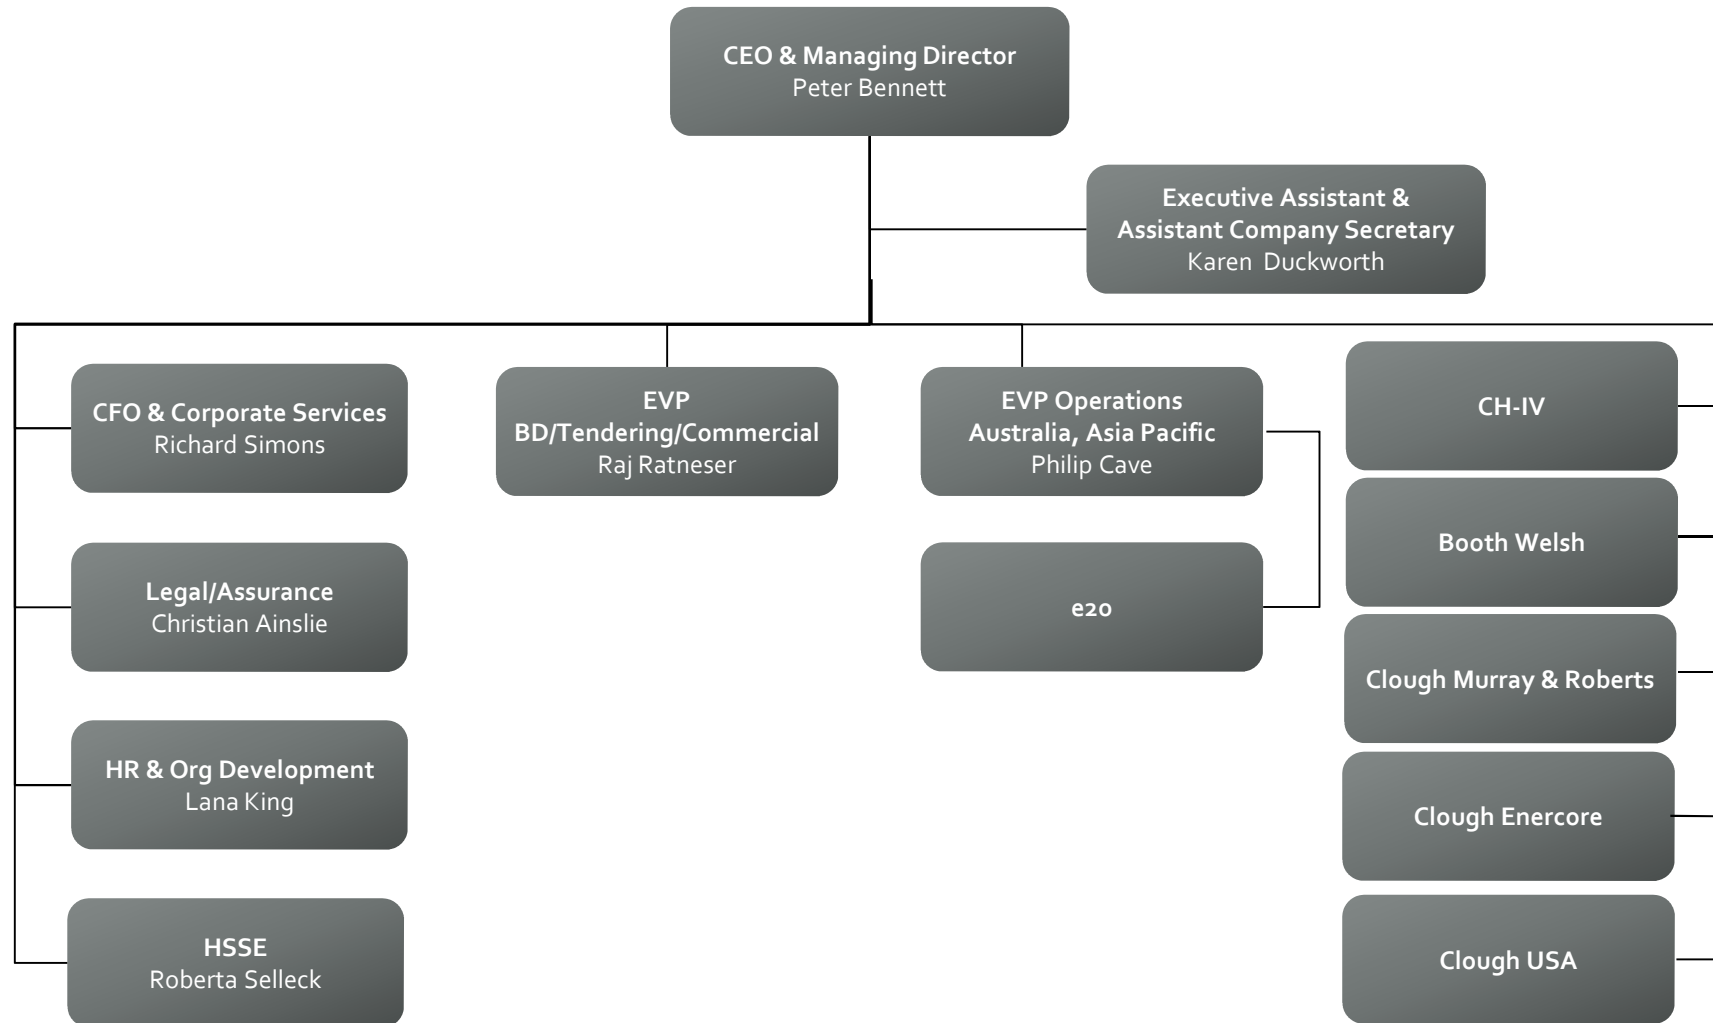 CEO & Managing Director
Peter Bennett
Executive Assistant &
Assistant Company Secretary
Karen Duckworth
CFO & Corporate Services
Richard Simons
EVP
BD/Tendering/Commercial
Raj Ratneser
EVP Operations
Australia, Asia Pacific
Philip Cave
CH-IV
Legal/Assurance
Christian Ainslie
e2o
Booth Welsh
Clough Murray & Roberts
HR & Org Development
Lana King
Clough Enercore
HSSE
Roberta Selleck
Clough USA